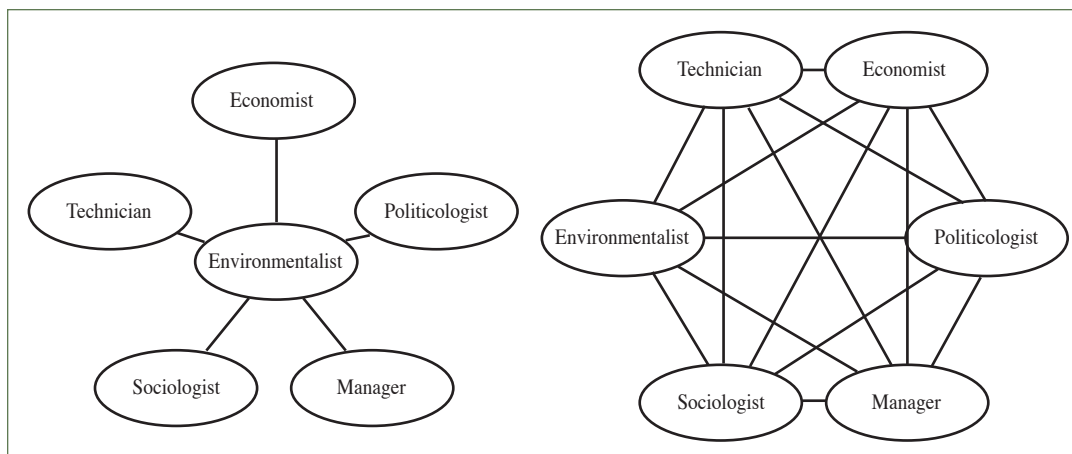 Economist
Technician
Politicologist
Environmentalist
Sociologist
Manager
Technician
Economist
Environmentalist
Politicologist
Sociologist
Manager